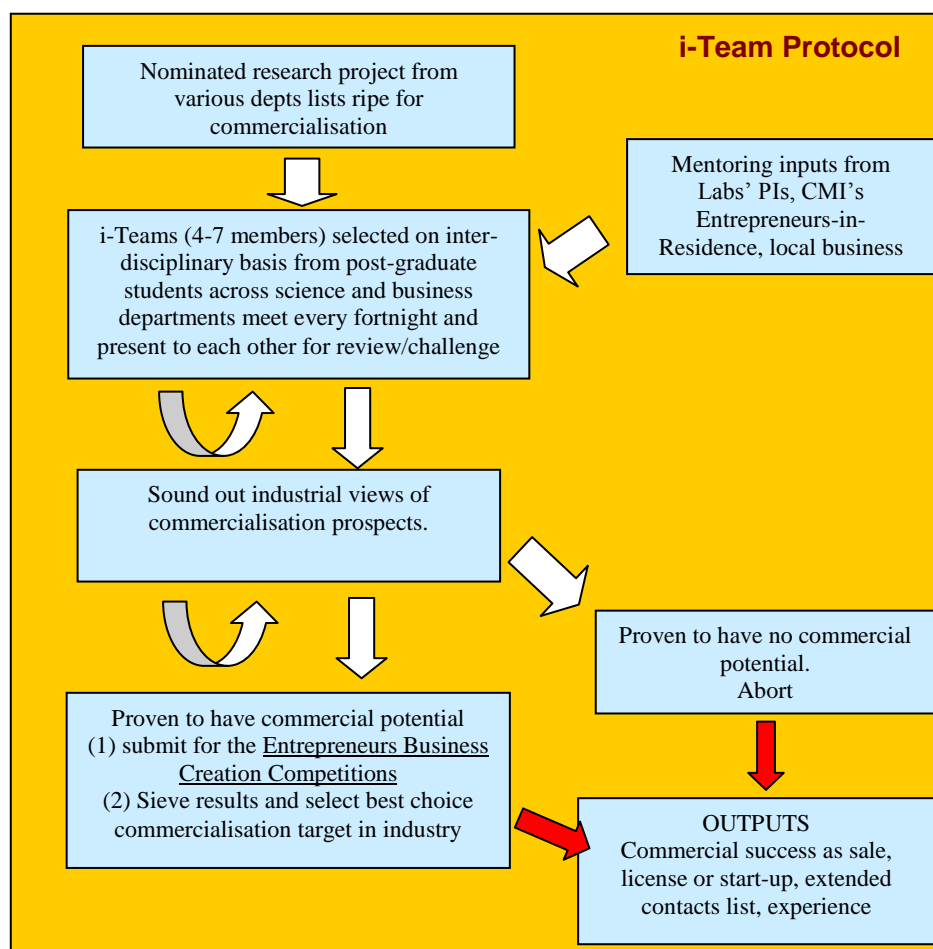 i-Team Protocol
Nominated research project from
various depts lists ripe for
commercialisation
Mentoring inputs from
Labs' PIs, CMI's
Entrepreneurs-in-
Residence, local business
i-Teams (4-7 members) selected on inter-
disciplinary basis from post-graduate
students across science and business
departments meet every fortnight and
present to each other for review/challenge
Sound out industrial views of
commercialisation prospects.
Proven to have no commercial
potential.
Abort
Proven to have commercial potential
(1) submit for the Entrepreneurs Business
Creation Competitions
(2) Sieve results and select best choice
commercialisation target in industry
OUTPUTS
Commercial success as sale,
license or start-up, extended
contacts list, experience